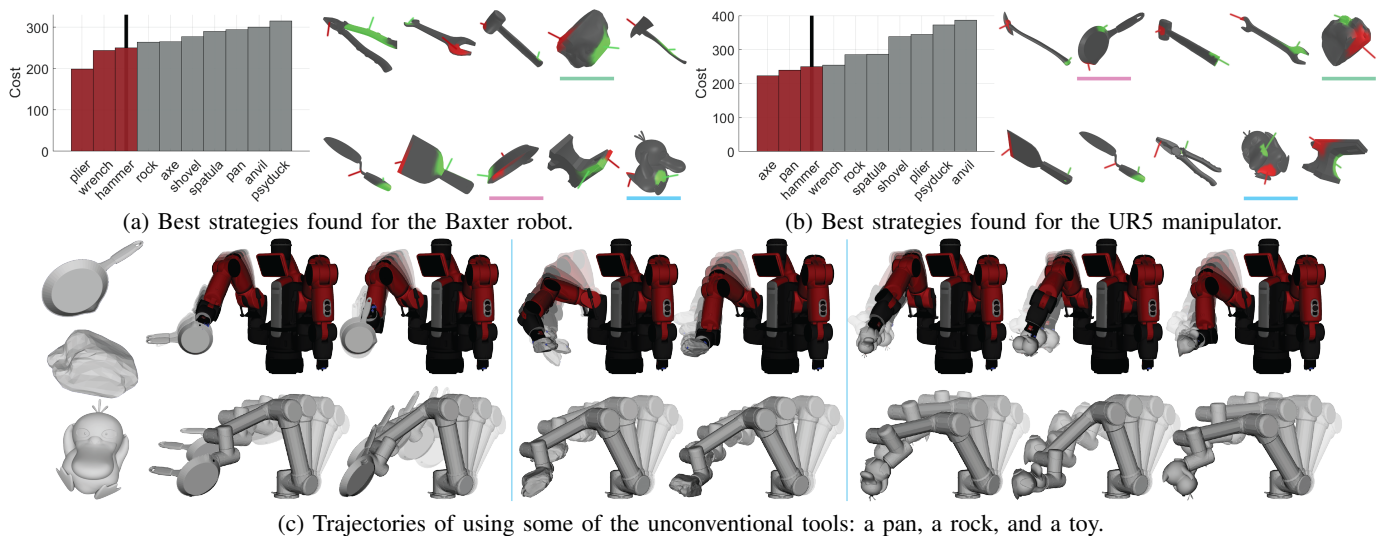 Cost
300
200
100
0
plier
wrench
hammer
rock
axe
shovel
spatula
pan
anvil
psyduck
(a) Best strategies found for the Baxter robot.
Cost
400
300
200
100
0
axe
pan
hammer
wrench
rock
spatula
shovel
plier
psyduck
anvil
(b) Best strategies found for the UR5 manipulator.
(c) Trajectories of using some of the unconventional tools: a pan, a rock, and a toy.